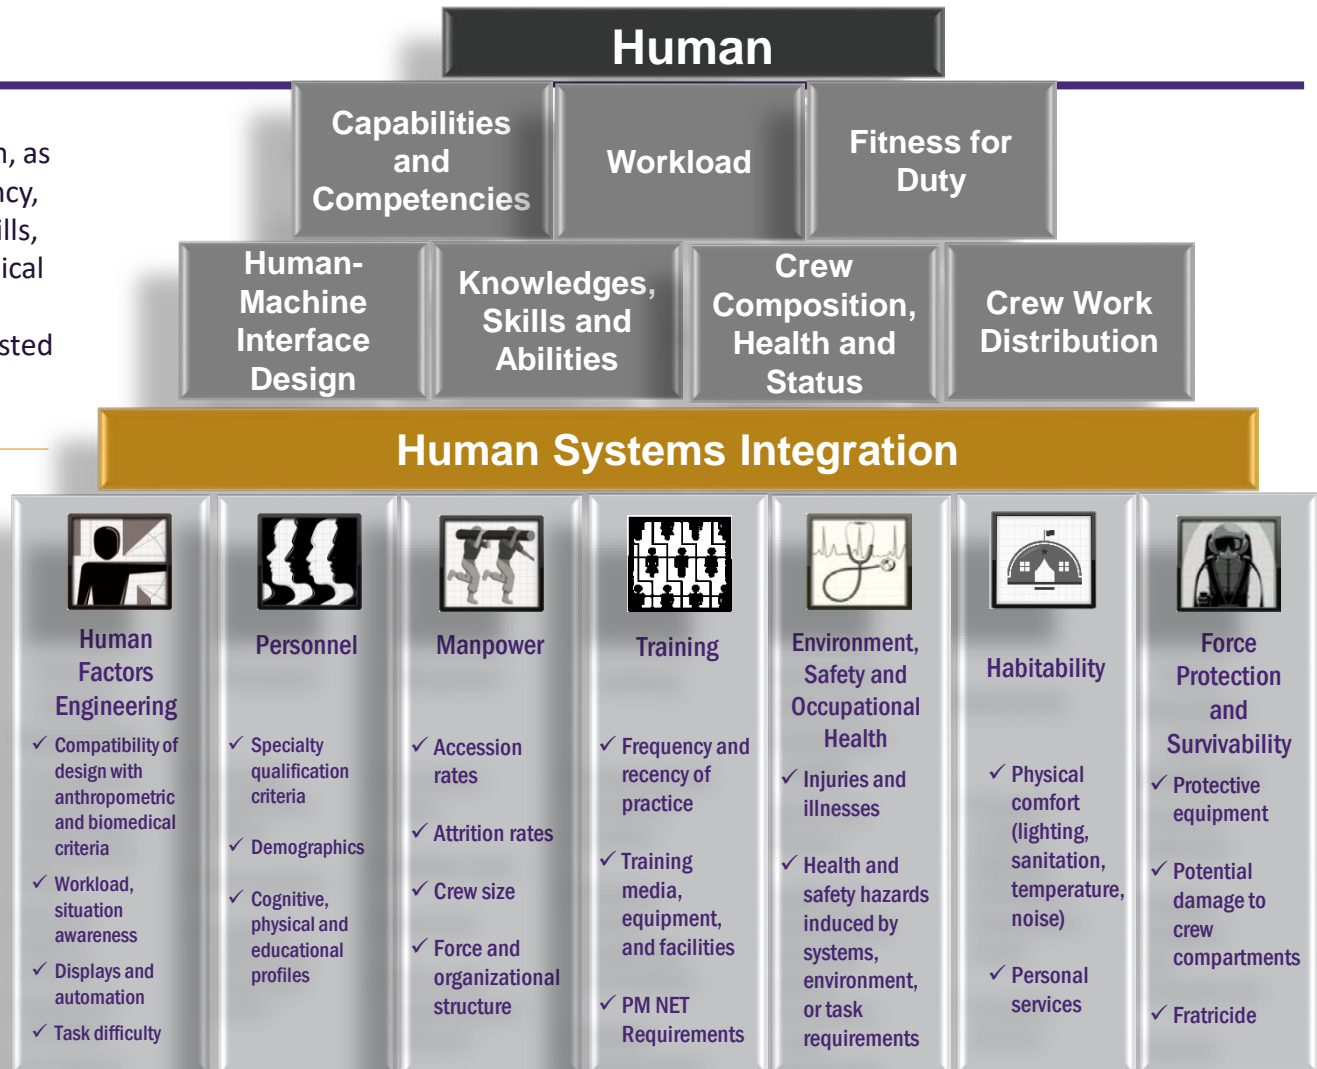 Human
n, as
ncy,
ills,
ical
sted
Capabilities
and
Competencies
Workload
Fitness for
Duty
Human-
Machine
Interface
Design
Knowledges,
Skills and
Abilities
Crew
Composition,
Health and
Status
Crew Work
Distribution
Human Systems Integration
Human
Factors
Engineering
✓ Compatibility of
design with
anthropometric
and biomedical
criteria
✓ Workload,
situation
awareness
✓ Displays and
automation
✓ Task difficulty
Personnel
✓ Specialty
qualification
criteria
✓ Demographics
✓ Cognitive,
physical and
educational
profiles
Manpower
✓ Accession
rates
✓ Attrition rates
✓ Crew size
✓ Force and
organizational
structure
Training
✓ Frequency and
recency of
practice
✓ Training
media,
equipment,
and facilities
✓ PM NET
Requirements
Environment,
Safety and
Occupational
Health
✓ Injuries and
illnesses
✓ Health and
safety hazards
induced by
systems,
environment,
or task
requirements
Habitability
✓ Physical
comfort
(lighting,
sanitation,
temperature,
noise)
✓ Personal
services
Force
Protection
and
Survivability
✓ Protective
equipment
✓ Potential
damage to
crew
compartments
✓ Fratricide